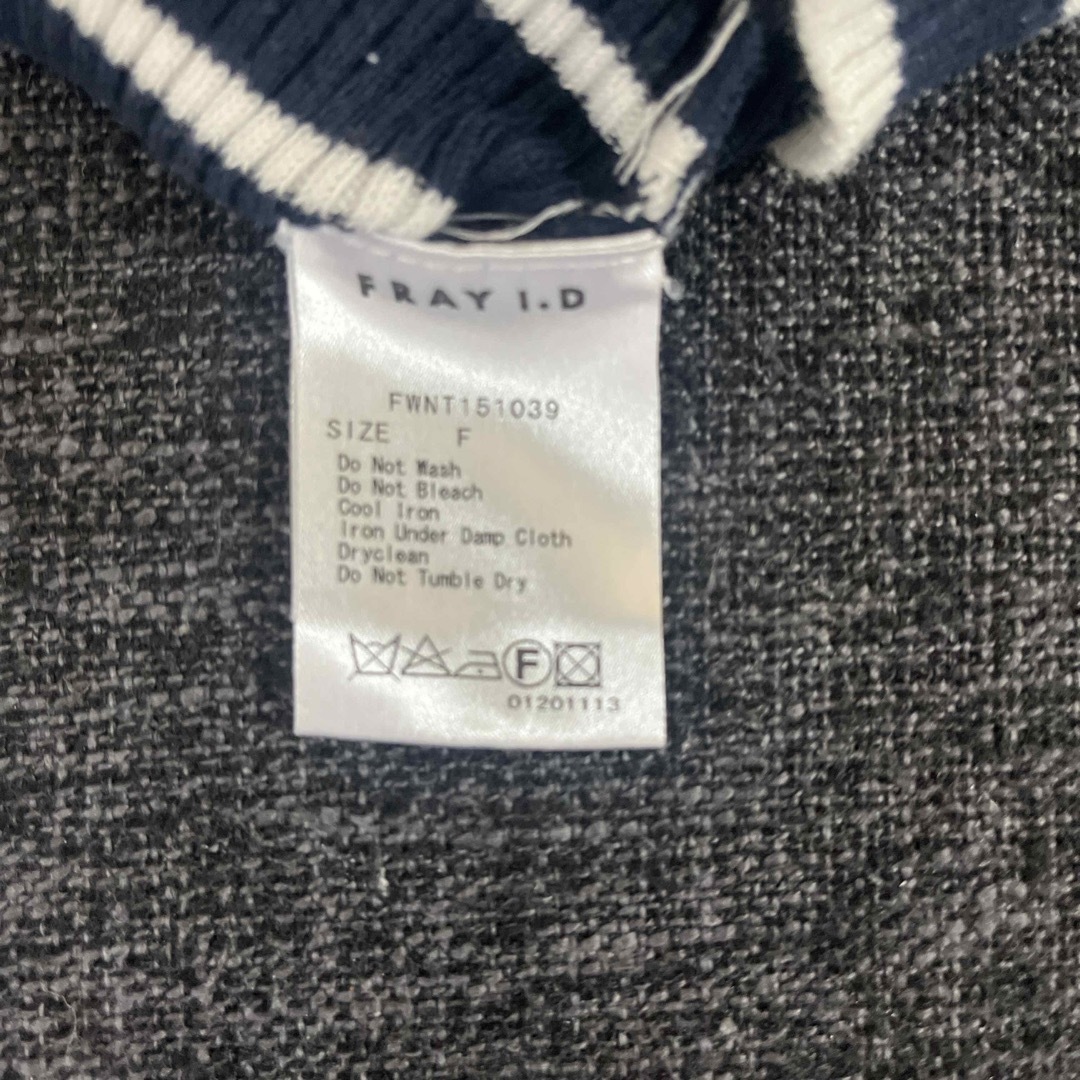 FRAY I.D
FWNT151039
SIZE F
Do Not Wash
Do Not Bleach
Cool Iron
Iron Under Damp Cloth
Dryclean
Do Not Tumble Dry
F
01201113